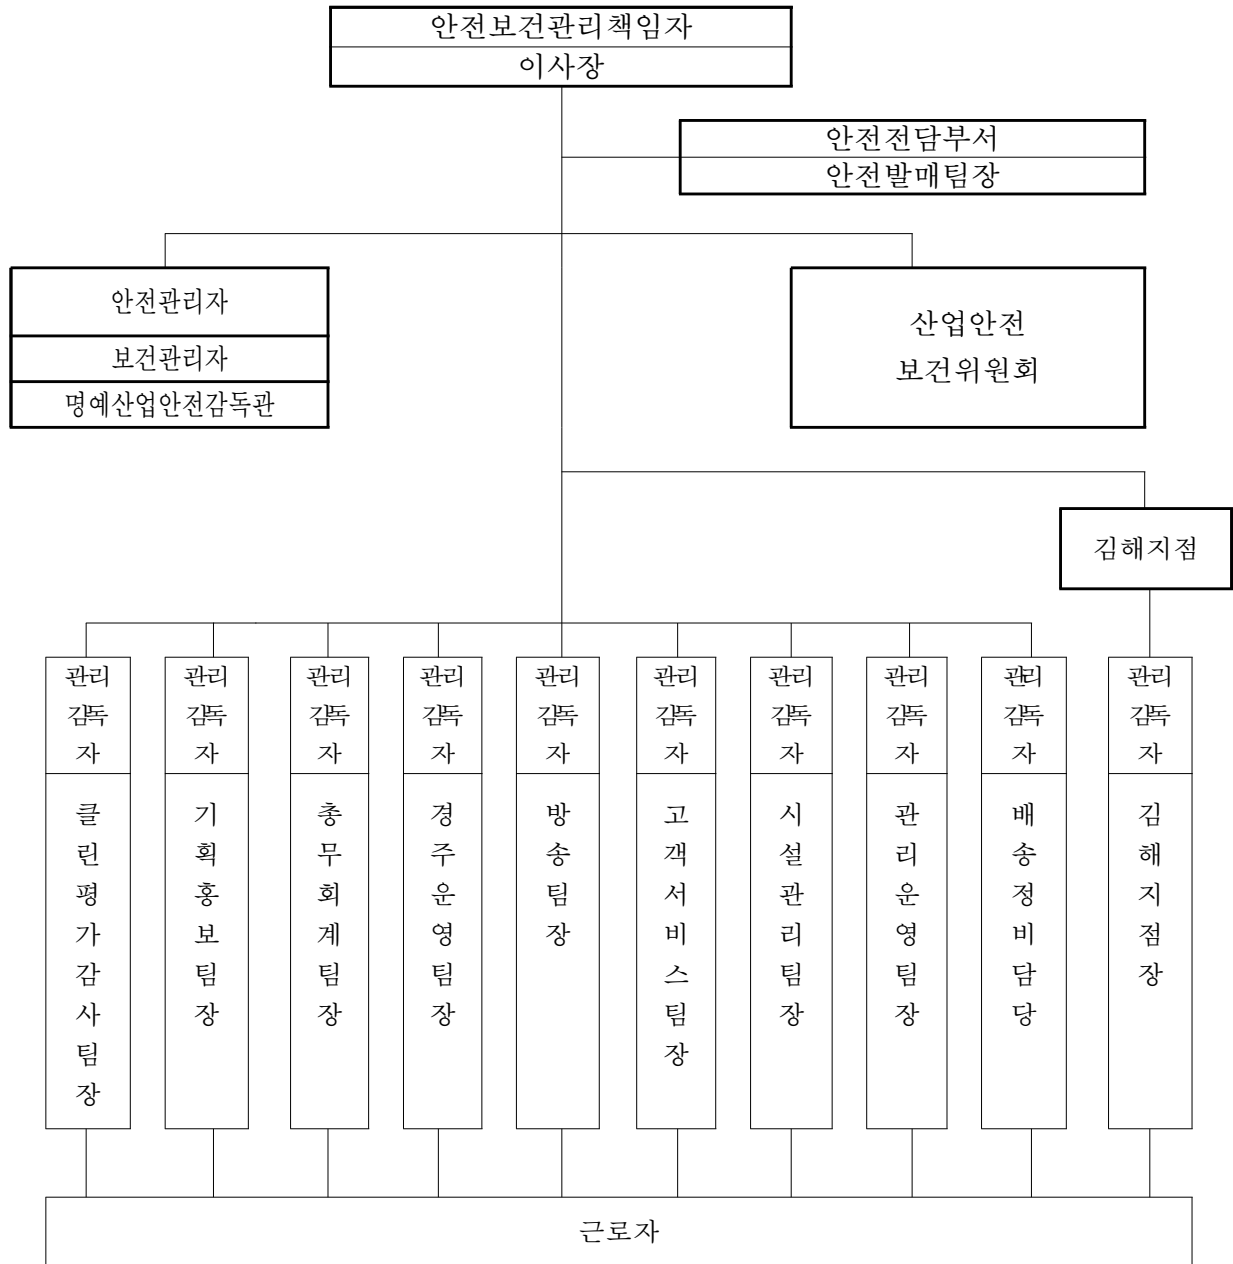 안전보건관리책임자
이사장
안전전담부서
안전발매팀장
안전관리자
보건관리자
명예산업안전감독관
산업안전
보건위원회
김해지점
관리
감독
자
클린평가감사팀장
관리
감독
자
기획홍보팀장
관리
감독
자
총무회계팀장
관리
감독
자
경주운영팀장
관리
감독
자
방송팀장
관리
감독
자
고객서비스팀장
관리
감독
자
시설관리팀장
관리
감독
자
관리운영팀장
관리
감독
자
배송정비담당
관리
감독
자
김해지점장
근로자